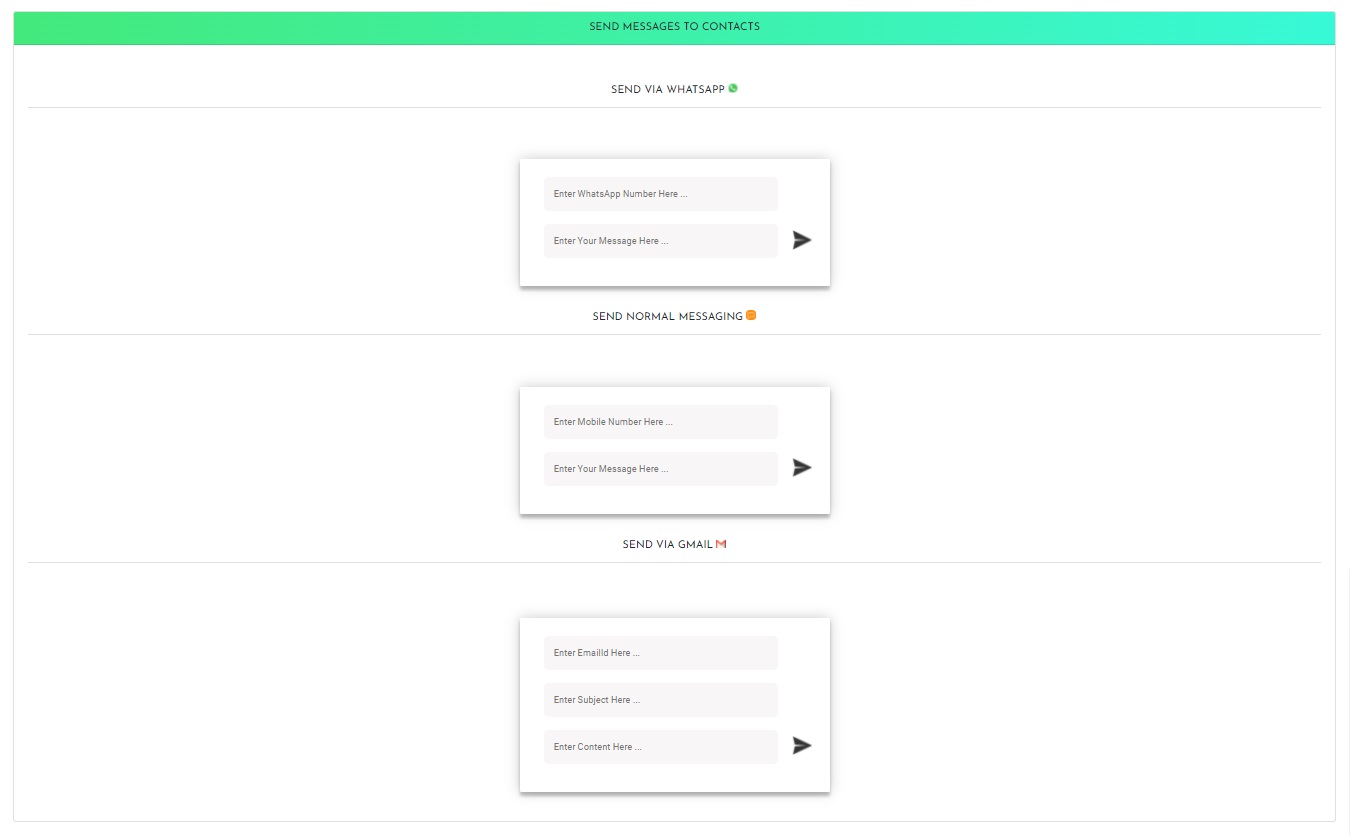 SEND MESSAGES TO CONTACTS
SEND VIA WHATSAPP
Enter WhatsApp Number Here ...
Enter Your Message Here ...
SEND NORMAL MESSAGING
Enter Mobile Number Here ...
Enter Your Message Here ...
SEND VIA GMAIL
Enter EmailId Here ...
Enter Subject Here ...
Enter Content Here ...